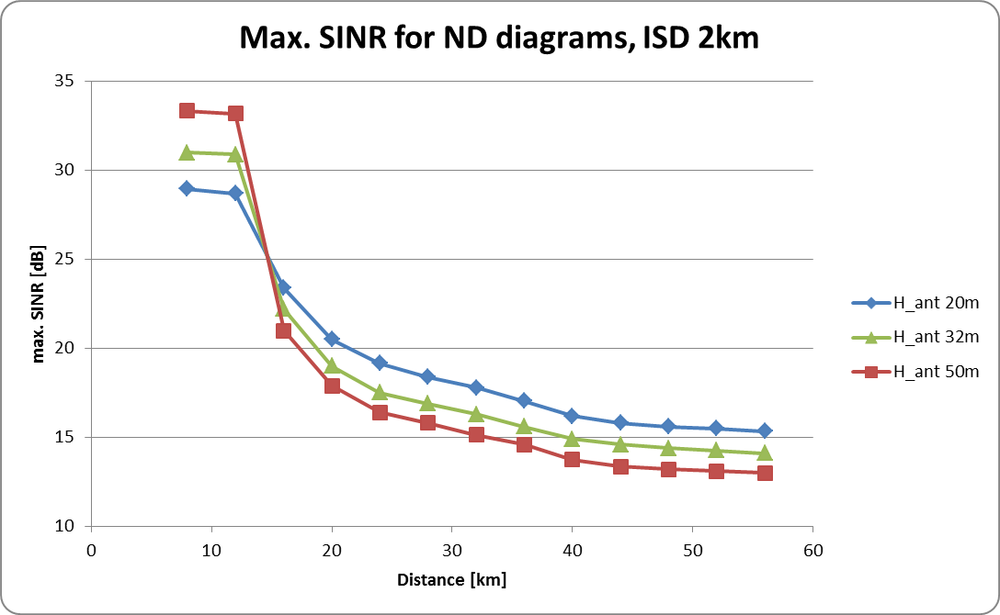 Max. SINR for ND diagrams, ISD 2km
35
30
25
20
15
10
max. SINR [dB]
0 10 20 30 40 50 60
Distance [km]
H_ant 20m
H_ant 32m
H_ant 50m